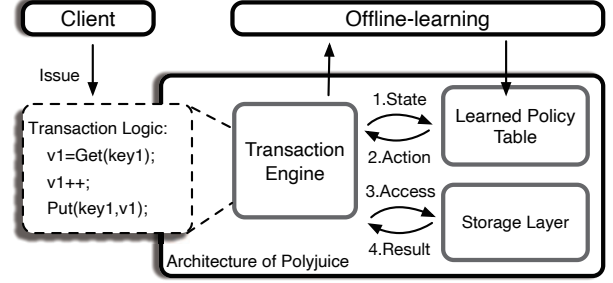 Client
Offline-learning
Issue
Transaction Logic:
v1=Get(key1);
v1++;
Put(key1,v1);
Transaction
Engine
1.State
2.Action
Learned Policy
Table
3.Access
4.Result
Storage Layer
Architecture of Polyjuice